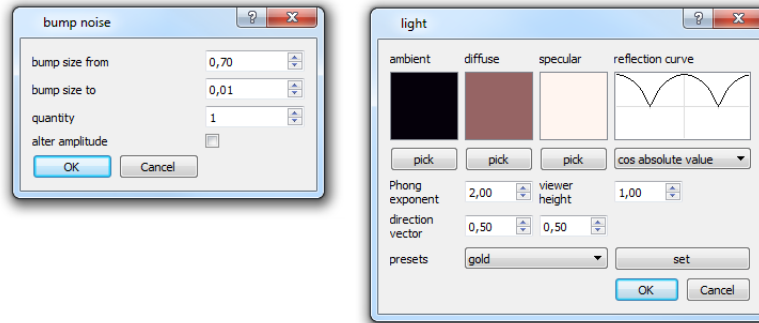 bump noise
bump size from 0,70
bump size to 0,01
quantity 1
alter amplitude
OK Cancel
light
ambient diffuse specular reflection curve
pick pick pick cos absolute value
Phong exponent 2,00 viewer height 1,00
direction vector 0,50 0,50
presets gold set
OK Cancel